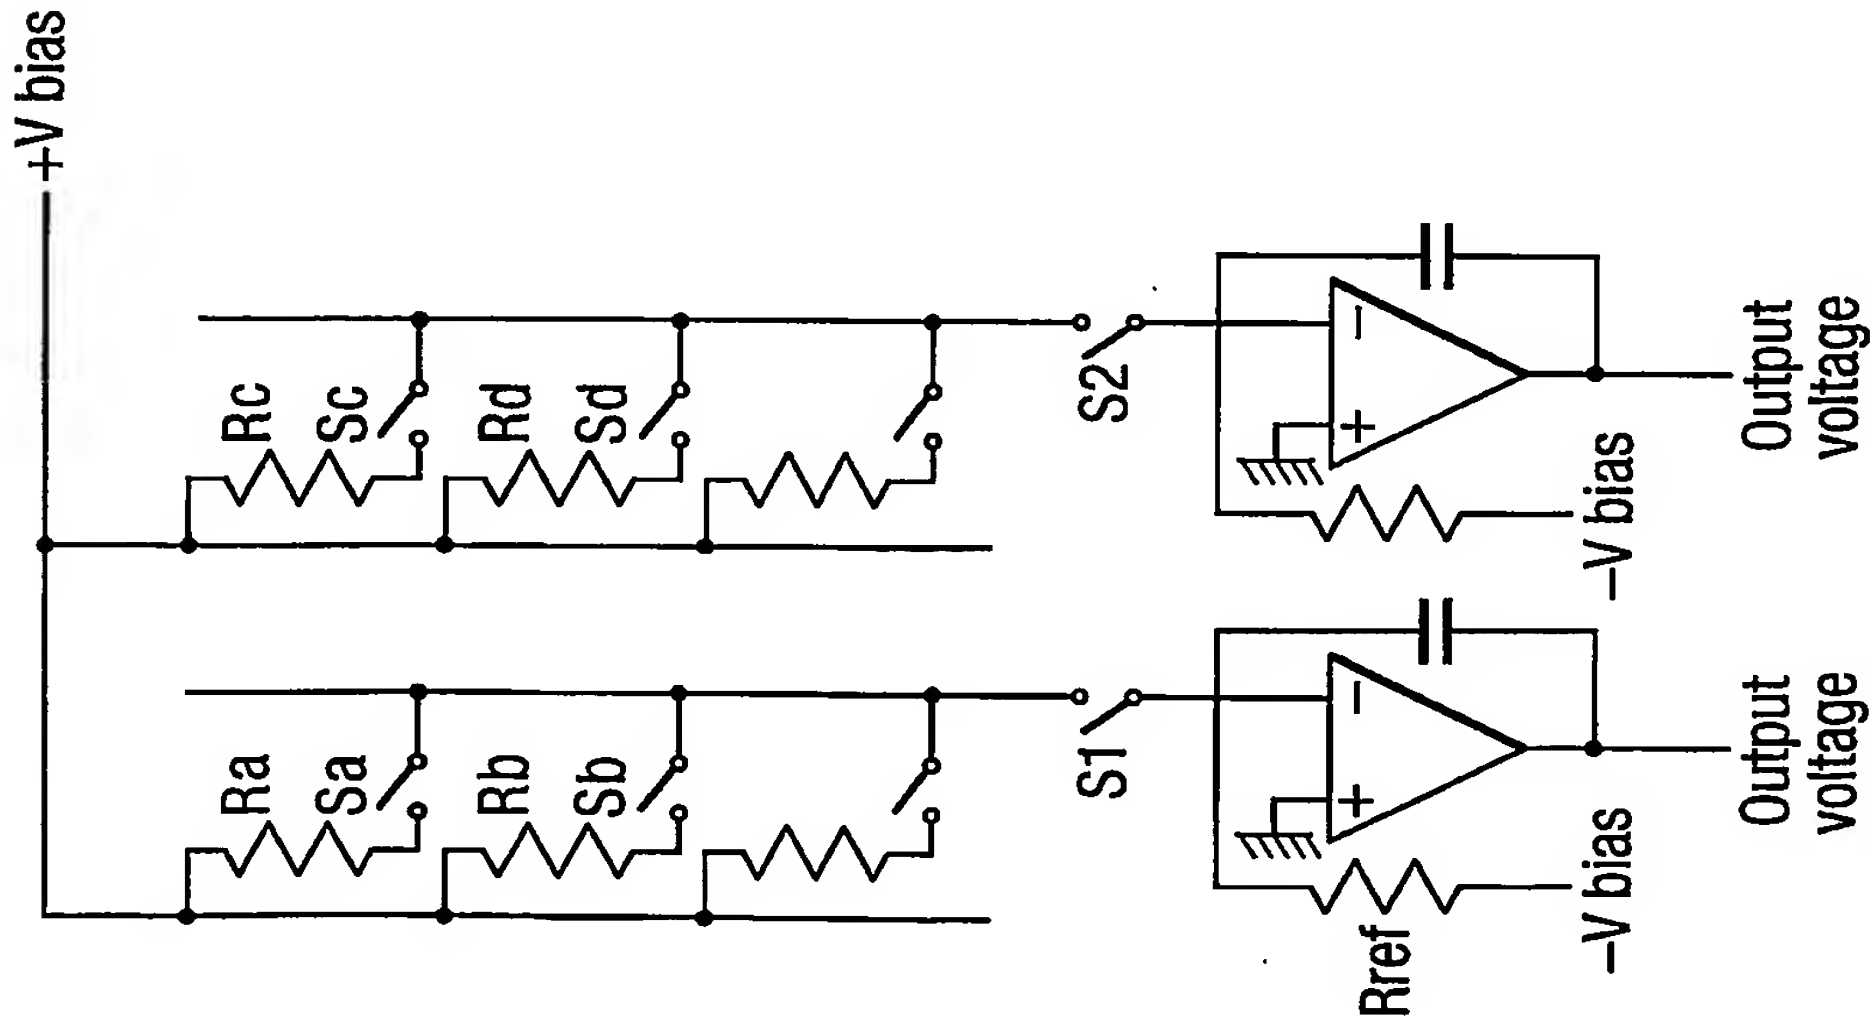 +V bias
Rc
Sc
Rd
Sd
S2
−
+
−V bias
Output
voltage
Ra
Sa
Rb
Sb
S1
−
+
Rref
−V bias
Output
voltage